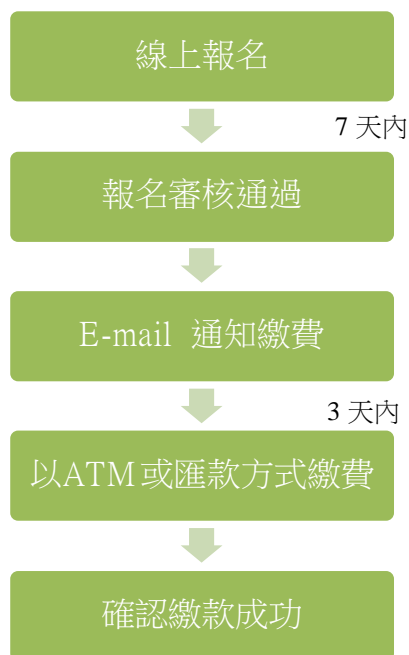 線上報名
7 天內
報名審核通過
E-mail 通知繳費
3 天內
以ATM或匯款方式繳費
確認繳款成功